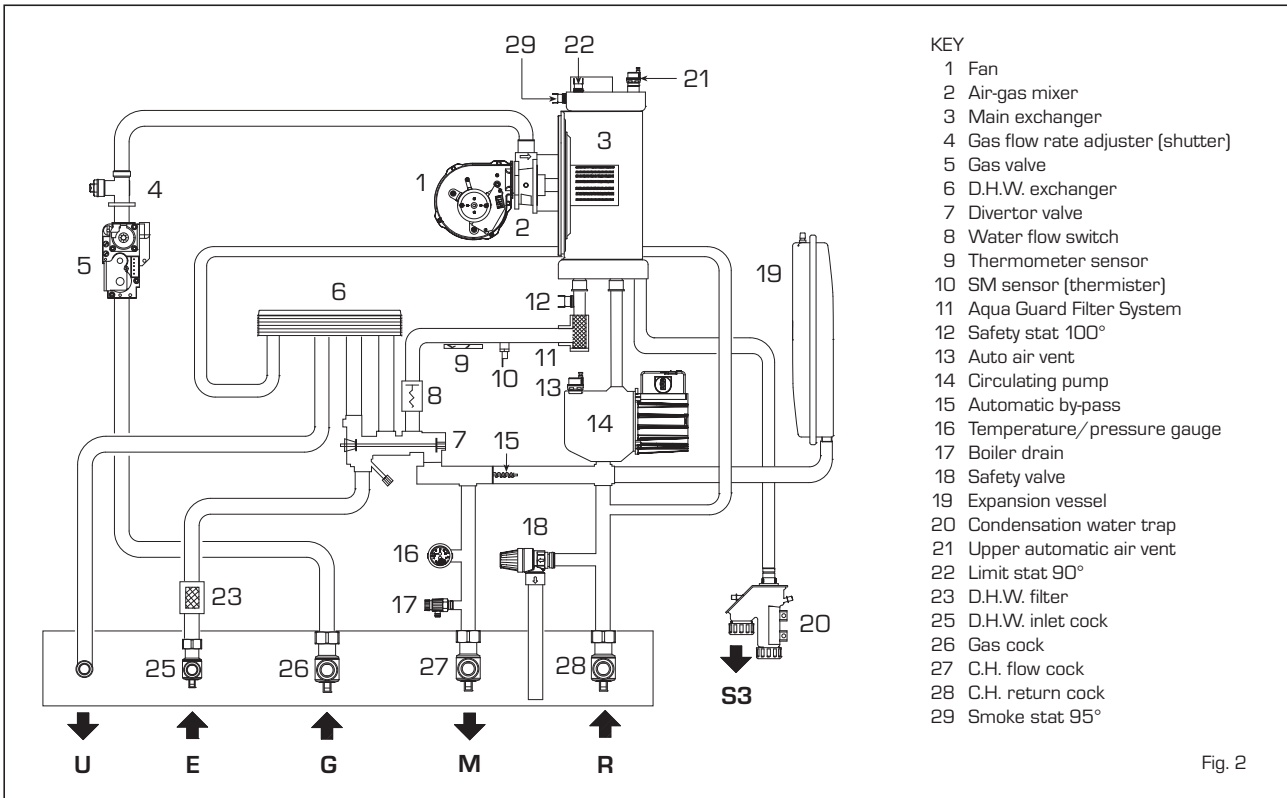 29
22
21
3
4
1
2
5
6
12
19
9
10
11
8
13
14
7
15
16
18
17
23
20
25
26
27
28
S3
U
E
G
M
R
KEY
1 Fan
2 Air-gas mixer
3 Main exchanger
4 Gas flow rate adjuster (shutter)
5 Gas valve
6 D.H.W. exchanger
7 Divertor valve
8 Water flow switch
9 Thermometer sensor
10 SM sensor (thermister)
11 Aqua Guard Filter System
12 Safety stat 100°
13 Auto air vent
14 Circulating pump
15 Automatic by-pass
16 Temperature/pressure gauge
17 Boiler drain
18 Safety valve
19 Expansion vessel
20 Condensation water trap
21 Upper automatic air vent
22 Limit stat 90°
23 D.H.W. filter
25 D.H.W. inlet cock
26 Gas cock
27 C.H. flow cock
28 C.H. return cock
29 Smoke stat 95°
Fig. 2